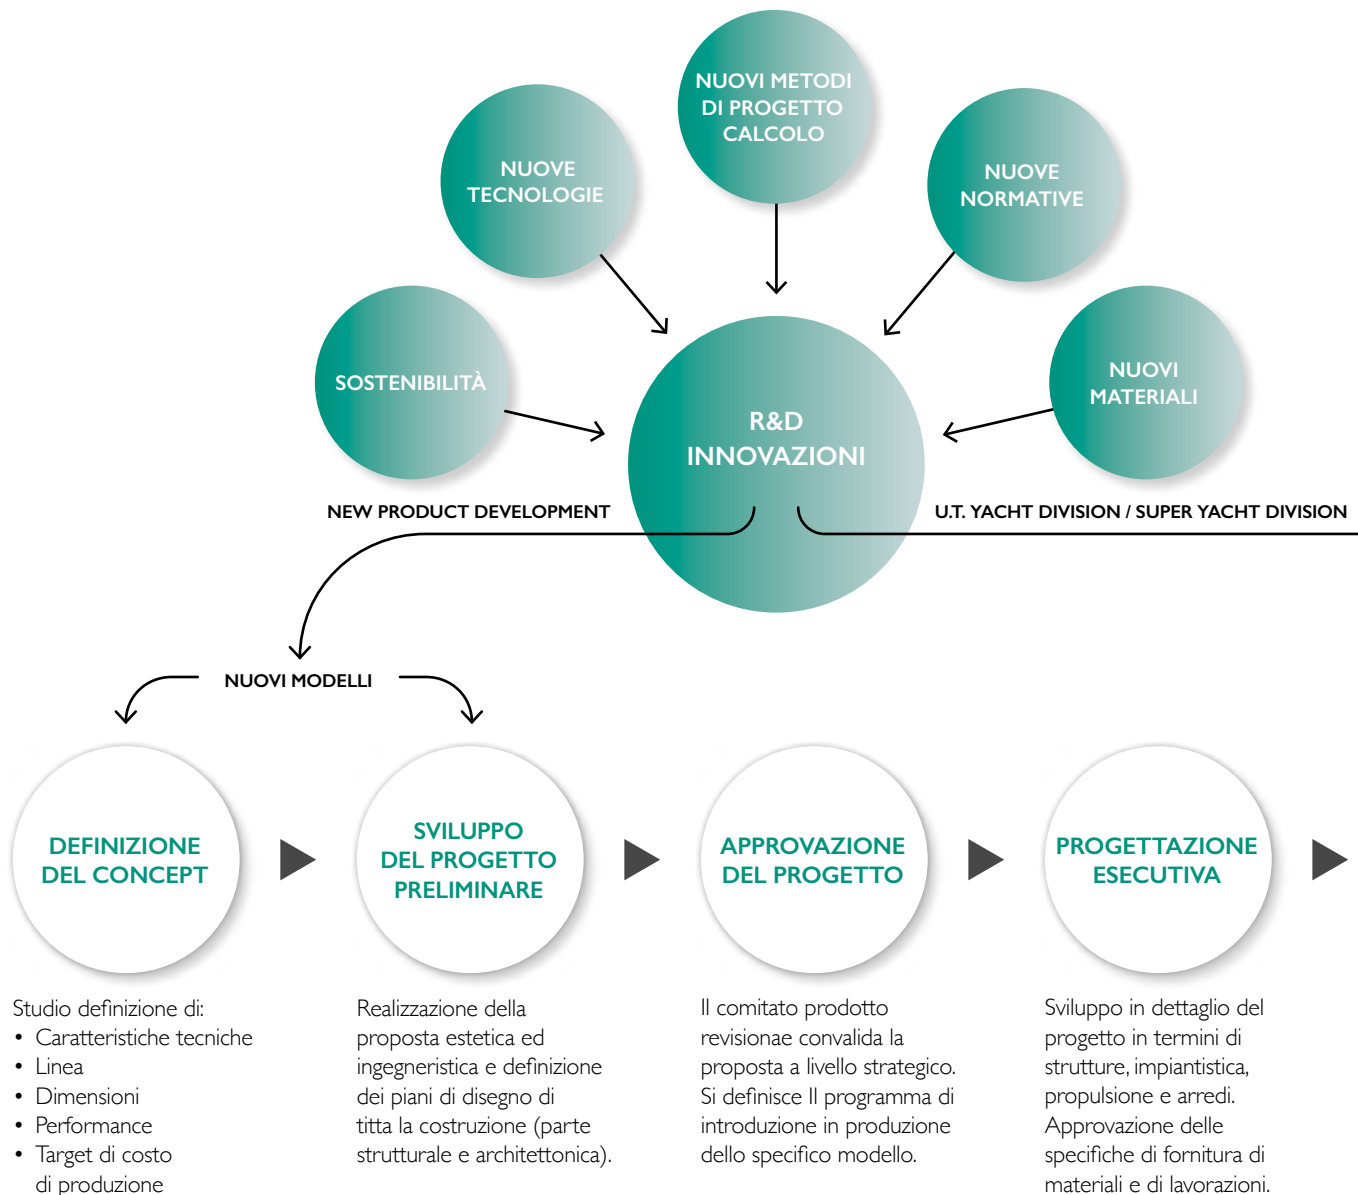 NUOVI METODI
DI PROGETTO
CALCOLO
NUOVE
TECNOLOGIE
NUOVE
NORMATIVE
SOSTENIBILITÀ
NUOVI
MATERIALI
R&D
INNOVAZIONI
NEW PRODUCT DEVELOPMENT
U.T. YACHT DIVISION / SUPER YACHT DIVISION
NUOVI MODELLI
DEFINIZIONE
DEL CONCEPT
SVILUPPO
DEL PROGETTO
PRELIMINARE
APPROVAZIONE
DEL PROGETTO
PROGETTAZIONE
ESECUTIVA
Studio definizione di:
• Caratteristiche tecniche
• Linea
• Dimensioni
• Performance
• Target di costo
di produzione
Realizzazione della
proposta estetica ed
ingegneristica e definizione
dei piani di disegno di
titta la costruzione (parte
strutturale e architettonica).
Il comitato prodotto
revisionae convalida la
proposta a livello strategico.
Si definisce Il programma di
introduzione in produzione
dello specifico modello.
Sviluppo in dettaglio del
progetto in termini di
strutture, impiantistica,
propulsione e arredi.
Approvazione delle
specifiche di fornitura di
materiali e di lavorazioni.